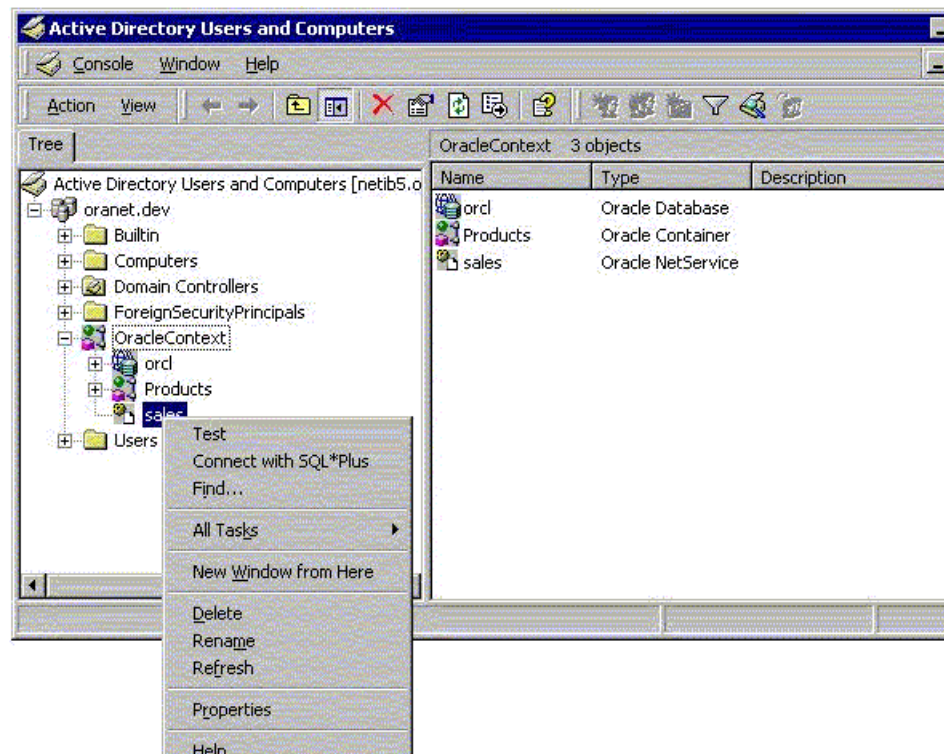 Active Directory Users and Computers
Console Window Help
Action View
Tree
OracleContext 3 objects
Active Directory Users and Computers [netib5.o
Name Type Description
oranet.dev
orcl Oracle Database
Builtin
Products Oracle Container
Computers
sales Oracle NetService
Domain Controllers
ForeignSecurityPrincipals
OracleContext
orcl
Products
sales
Users
Test
Connect with SQL*Plus
Find...
All Tasks
New Window from Here
Delete
Rename
Refresh
Properties
Help